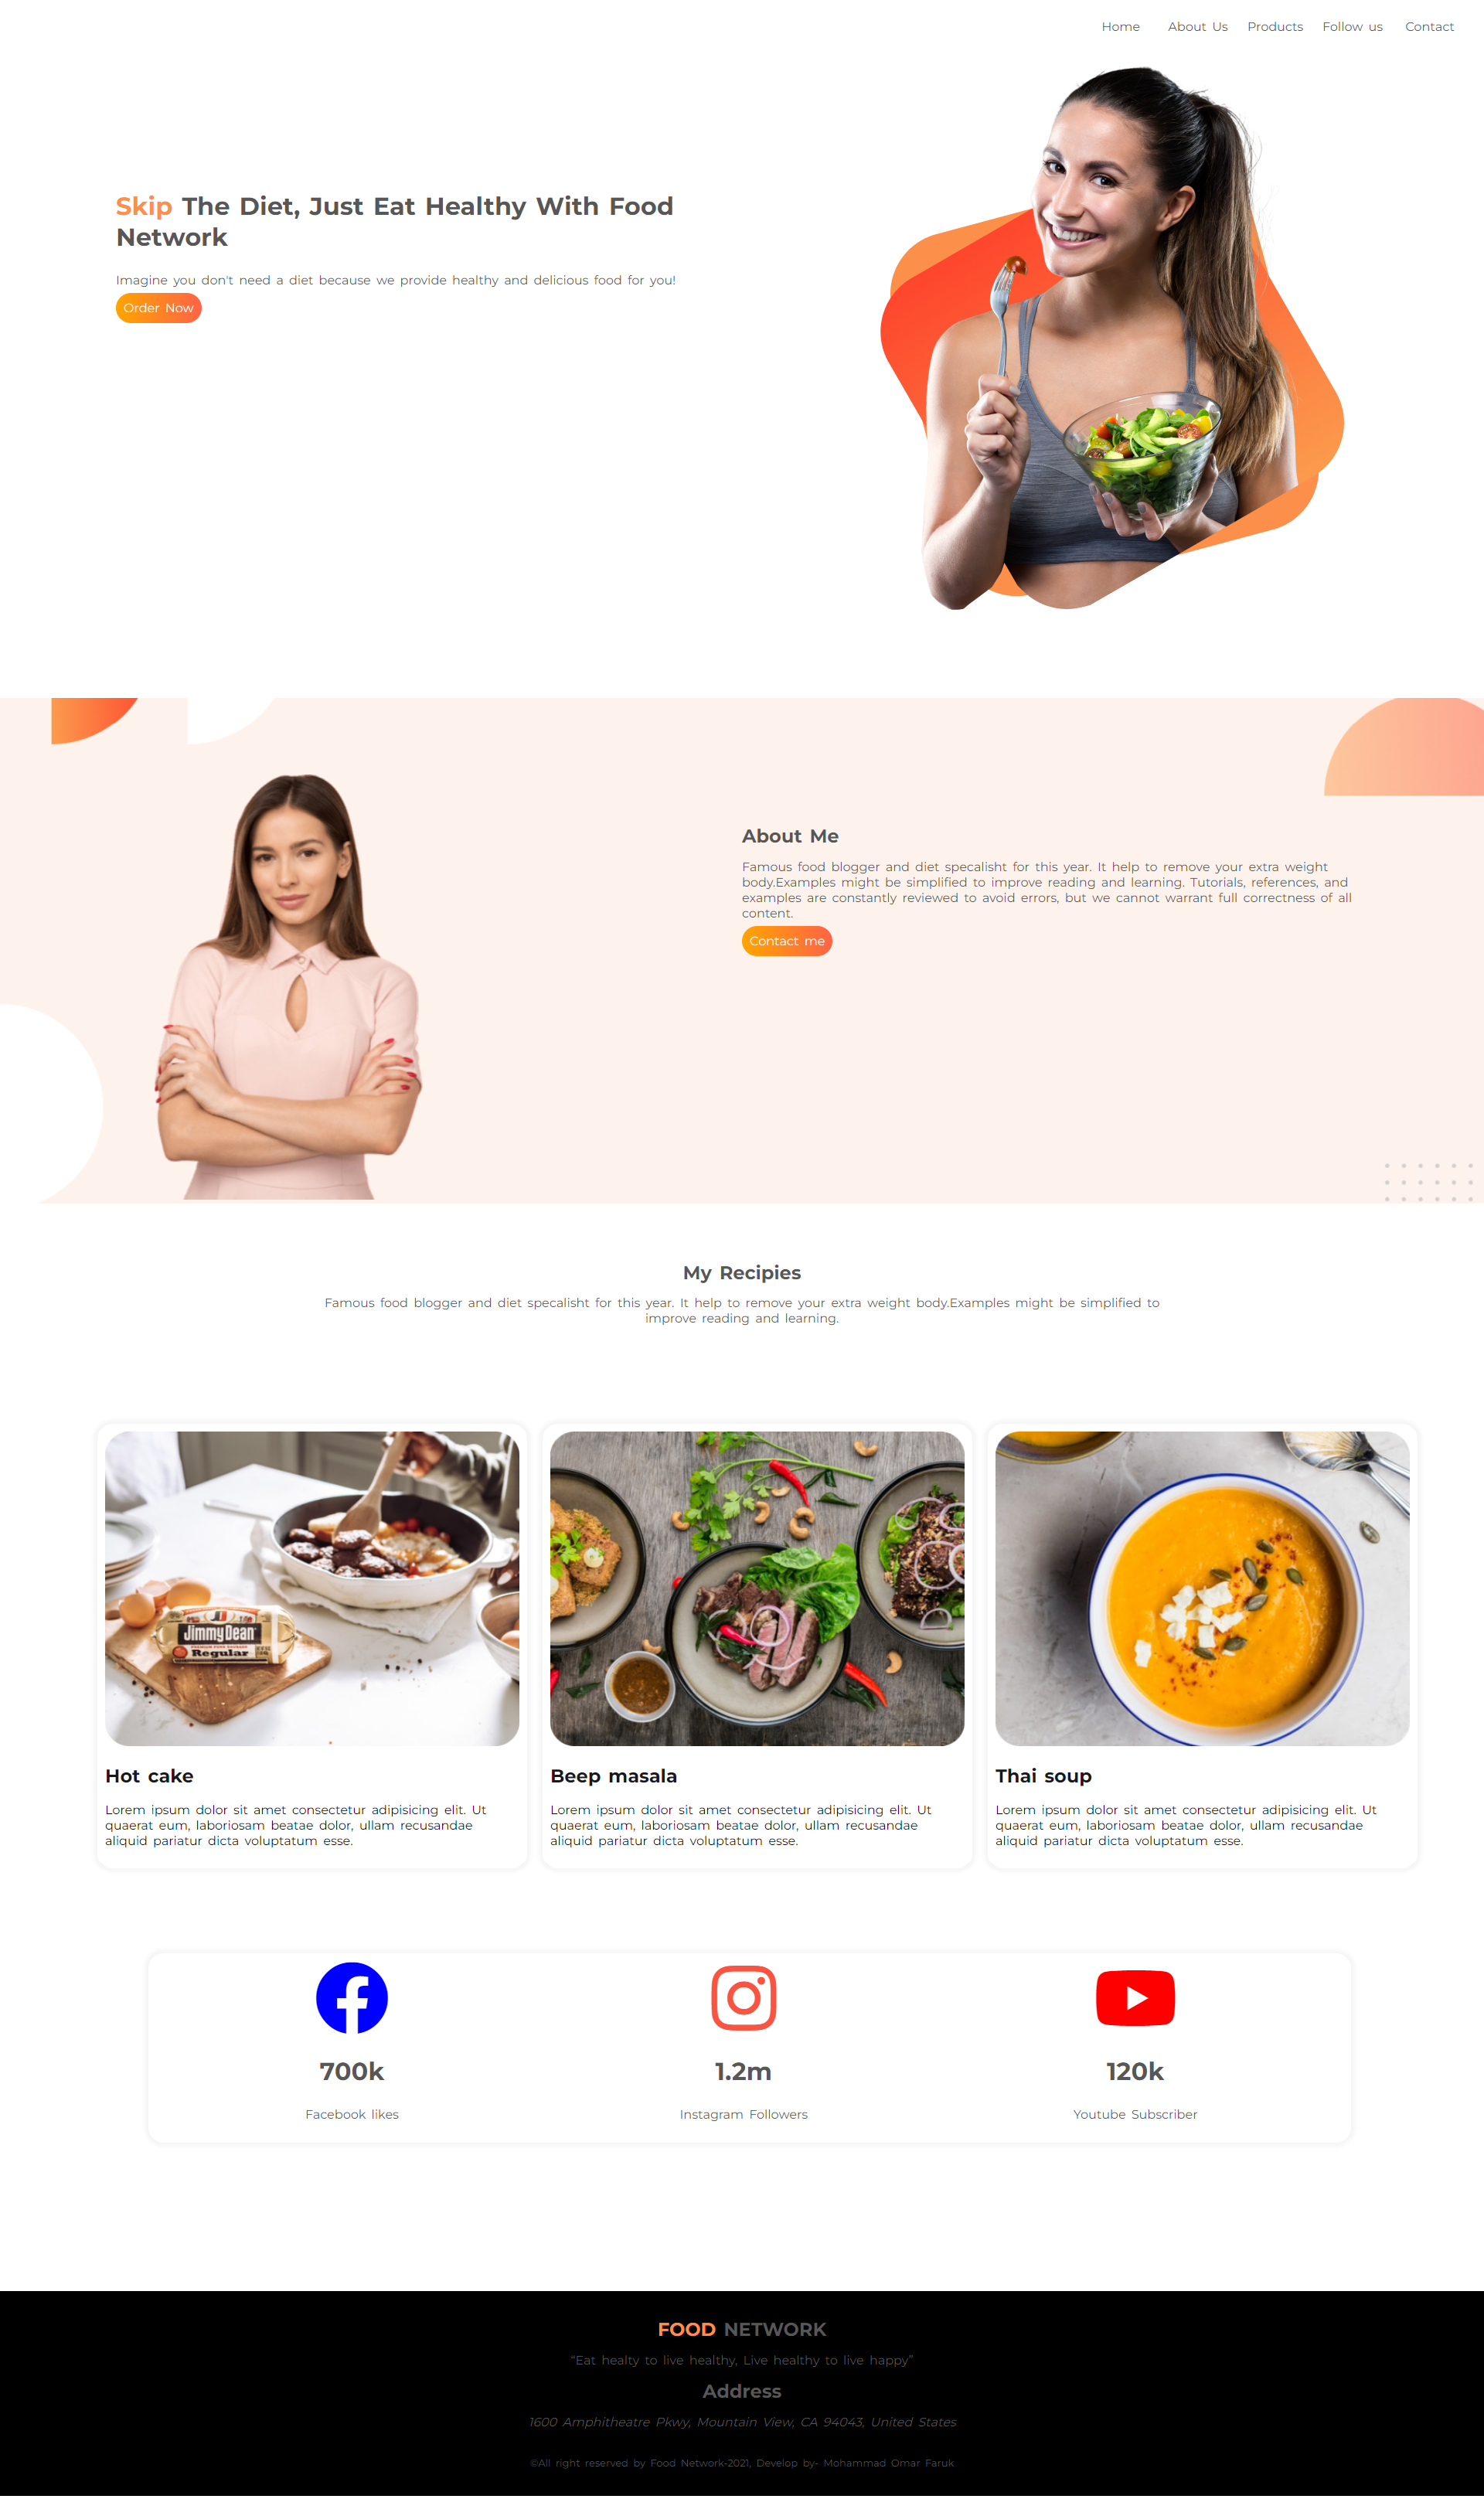 Home About Us Products Follow us Contact
Skip The Diet, Just Eat Healthy With Food
Network
Imagine you don't need a diet because we provide healthy and delicious food for you!
Order Now
About Me
Famous food blogger and diet specalisht for this year. It help to remove your extra weight
body.Examples might be simplified to improve reading and learning. Tutorials, references, and
examples are constantly reviewed to avoid errors, but we cannot warrant full correctness of all
content.
Contact me
My Recipies
Famous food blogger and diet specalisht for this year. It help to remove your extra weight body.Examples might be simplified to
improve reading and learning.
JimmyDean
PREMIUM PORK SAUSAGE
Regular
Hot cake
Lorem ipsum dolor sit amet consectetur adipisicing elit. Ut
quaerat eum, laboriosam beatae dolor, ullam recusandae
aliquid pariatur dicta voluptatum esse.
Beep masala
Lorem ipsum dolor sit amet consectetur adipisicing elit. Ut
quaerat eum, laboriosam beatae dolor, ullam recusandae
aliquid pariatur dicta voluptatum esse.
Thai soup
Lorem ipsum dolor sit amet consectetur adipisicing elit. Ut
quaerat eum, laboriosam beatae dolor, ullam recusandae
aliquid pariatur dicta voluptatum esse.
700k
Facebook likes
1.2m
Instagram Followers
120k
Youtube Subscriber
FOOD NETWORK
"Eat healty to live healthy, Live healthy to live happy"
Address
1600 Amphitheatre Pkwy, Mountain View, CA 94043, United States
©All right reserved by Food Network-2021, Develop by- Mohammad Omar Faruk